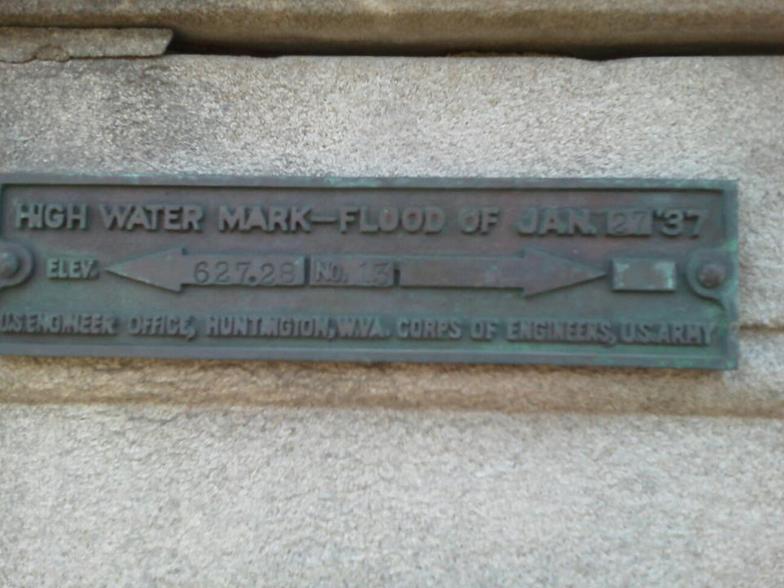 HIGH WATER MARK—FLOOD OF JAN. 27 '37
ELEV. 627.28 No. 13
U.S. ENGINEER OFFICE, HUNTINGTON, W.VA. CORPS OF ENGINEERS, U.S. ARMY